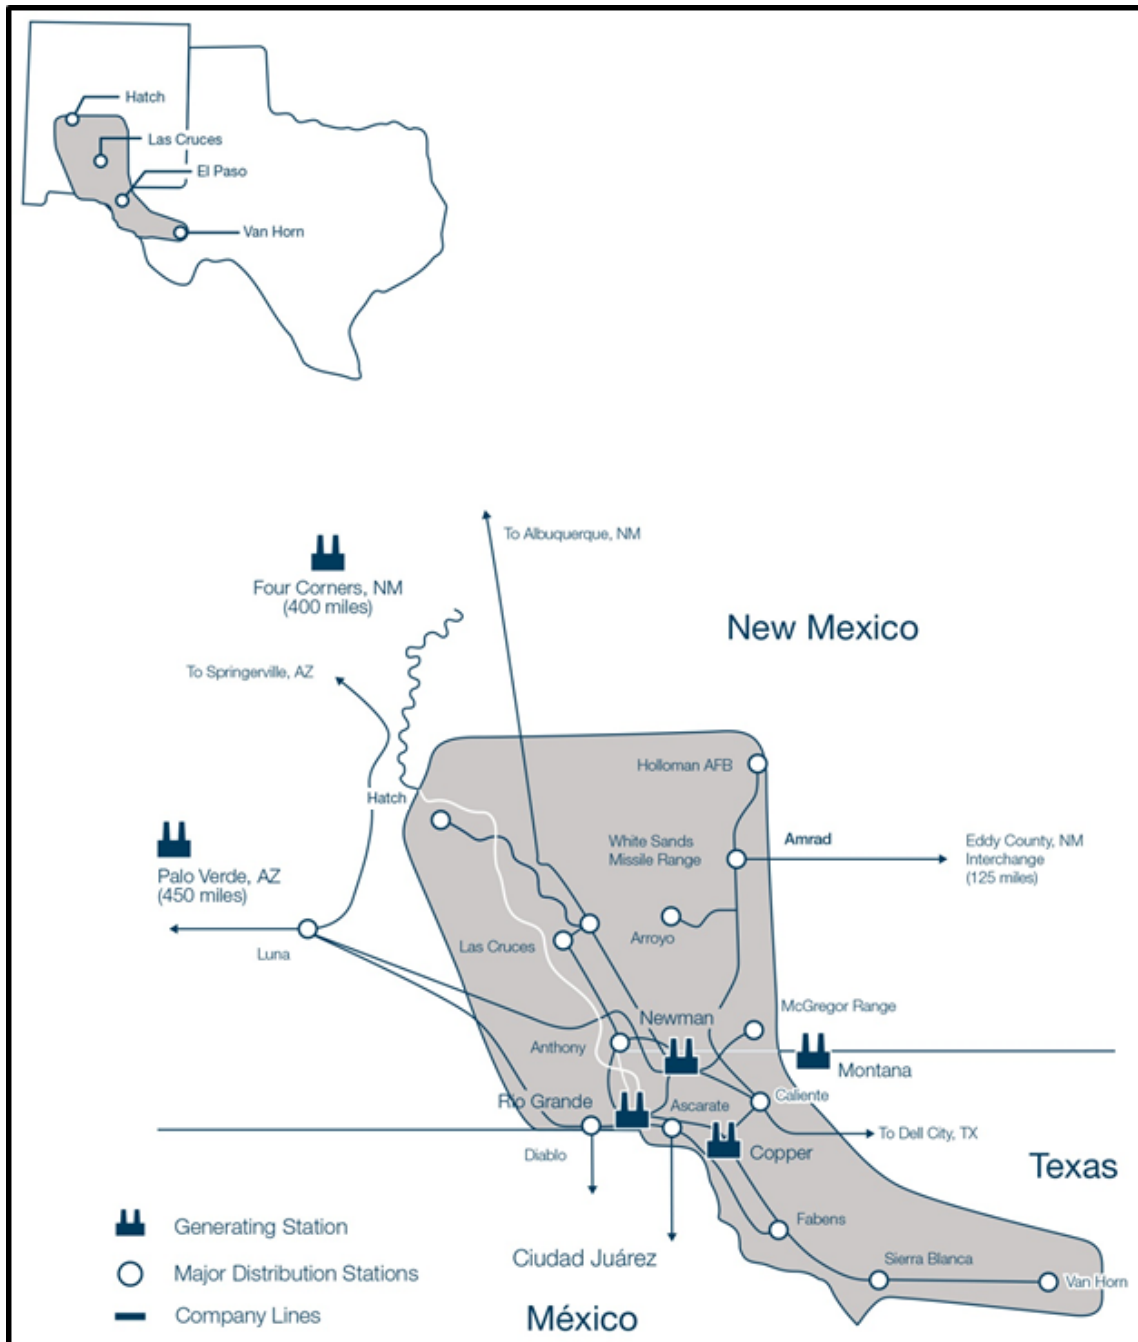 Hatch
Las Cruces
El Paso
Van Horn
To Albuquerque, NM
Four Corners, NM
(400 miles)
New Mexico
To Springerville, AZ
Holloman AFB
Hatch
White Sands
Missile Range
Amrad
Eddy County, NM
Interchange
(125 miles)
Palo Verde, AZ
(450 miles)
Luna
Las Cruces
Arroyo
McGregor Range
Newman
Anthony
Montana
Rio Grande
Ascarate
Caliente
To Dell City, TX
Diablo
Copper
Texas
Generating Station
Fabens
Ciudad Juárez
Sierra Blanca
Major Distribution Stations
Van Horn
Company Lines
México